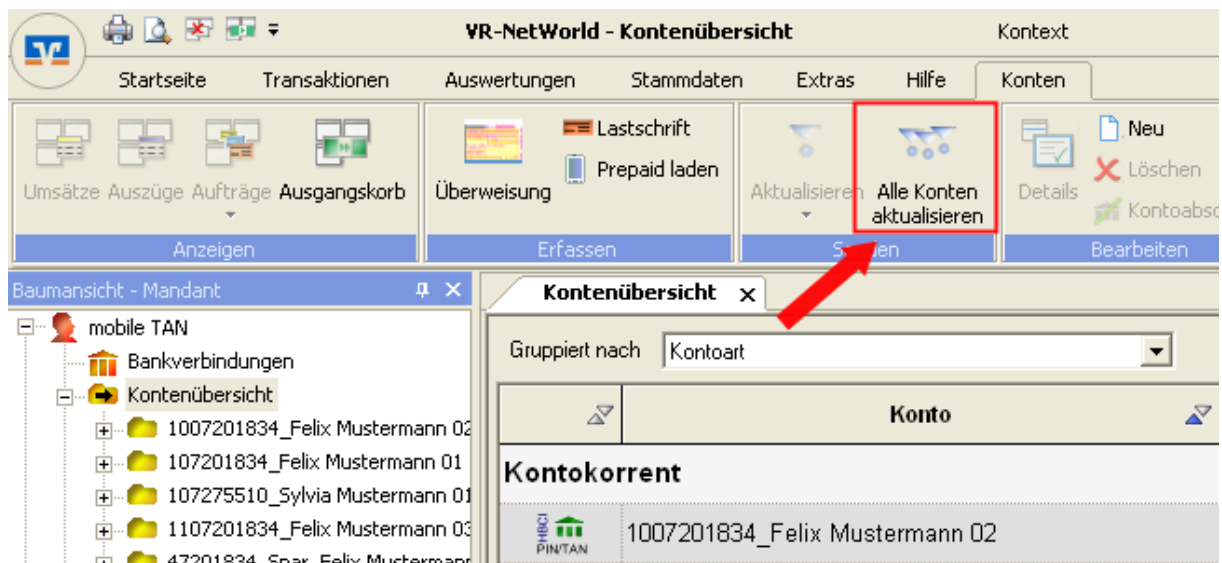 VR-NetWorld - Kontenübersicht
Kontext
Startseite Transaktionen Auswertungen Stammdaten Extras Hilfe Konten
Umsätze Auszüge Aufträge Ausgangskorb
Anzeigen
Überweisung
Lastschrift
Prepaid laden
Erfassen
Aktualisieren
Alle Konten
aktualisieren
Details
Neu
Löschen
Kontoabsc
Bearbeiten
Baumansicht - Mandant
mobile TAN
Bankverbindungen
Kontenübersicht
1007201834_Felix Mustermann 02
107201834_Felix Mustermann 01
107275510_Sylvia Mustermann 01
1107201834_Felix Mustermann 03
47201834_Spar_Felix Mustermann
Kontenübersicht
Gruppiert nach Kontoart
Konto
Kontokorrent
HBCI
PIN/TAN
1007201834_Felix Mustermann 02